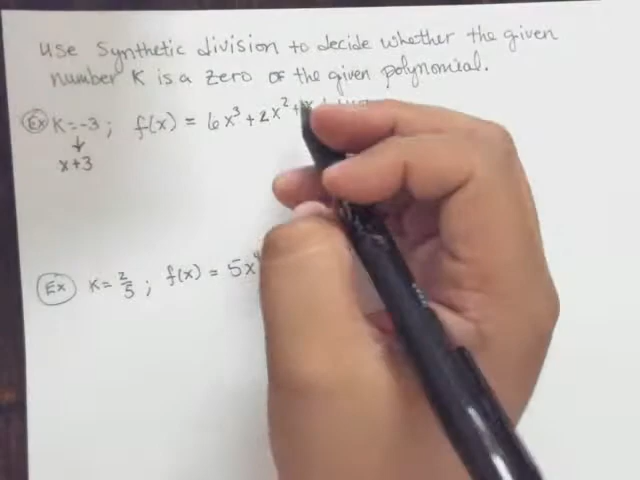 Use Synthetic division to decide whether the given
number K is a zero of the given polynomial.
Ex K=-3; f(x) = 6x³+2x²+
x+3
Ex K=2/5; f(x) = 5x⁴